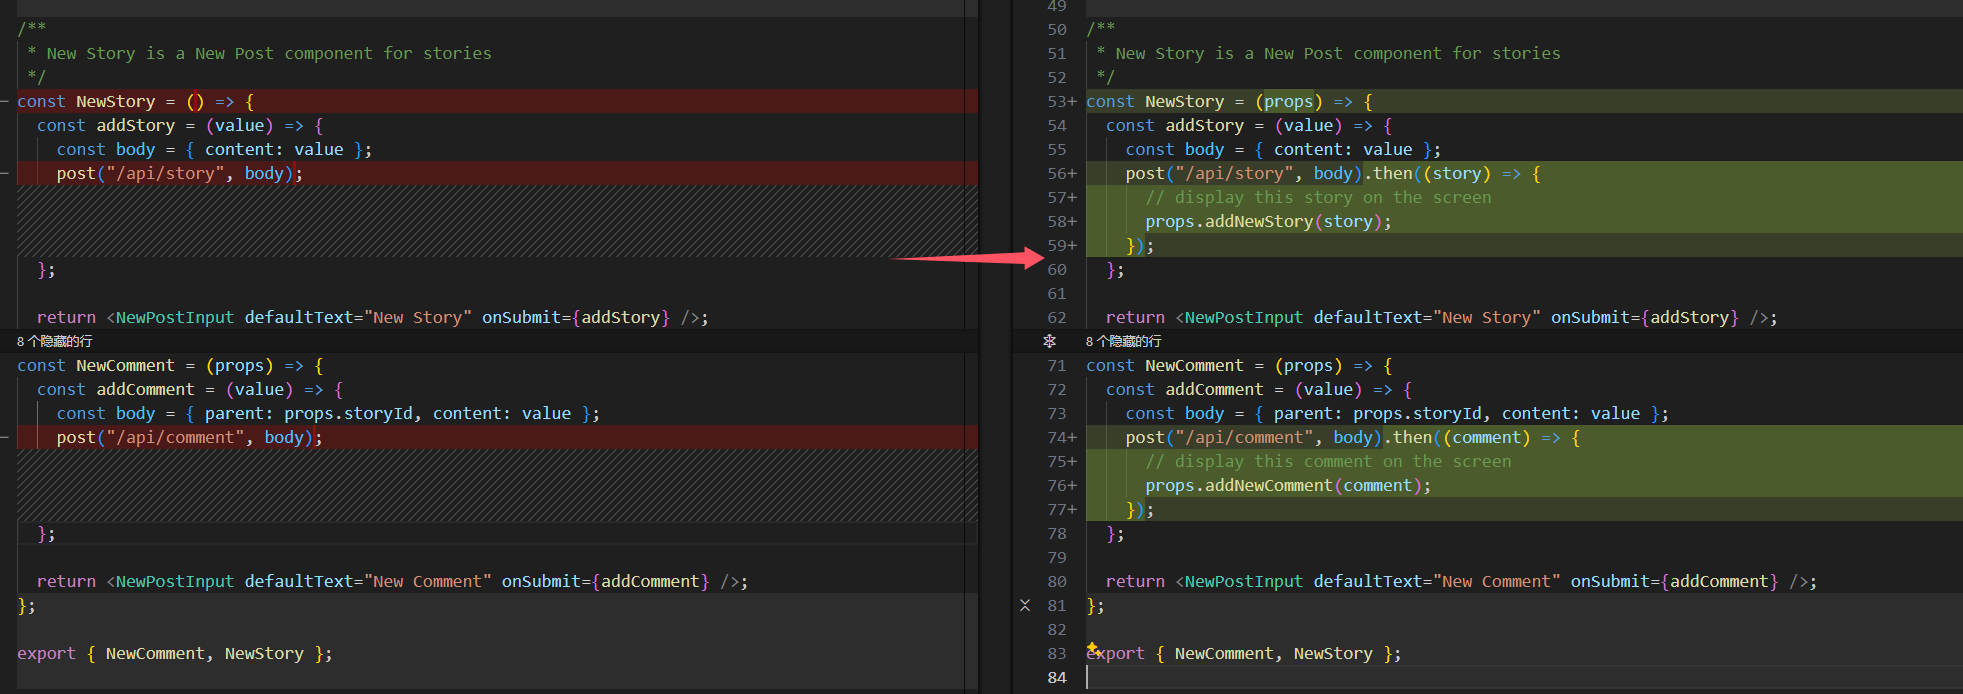 /**
 * New Story is a New Post component for stories
 */
const NewStory = () => {
  const addStory = (value) => {
    const body = { content: value };
    post("/api/story", body);
  };

  return <NewPostInput defaultText="New Story" onSubmit={addStory} />;
8 个隐藏的行
const NewComment = (props) => {
  const addComment = (value) => {
    const body = { parent: props.storyId, content: value };
    post("/api/comment", body);
  };

  return <NewPostInput defaultText="New Comment" onSubmit={addComment} />;
};

export { NewComment, NewStory };
49
50 /**
51  * New Story is a New Post component for stories
52  */
53+ const NewStory = (props) => {
54   const addStory = (value) => {
55     const body = { content: value };
56+     post("/api/story", body).then((story) => {
57+       // display this story on the screen
58+       props.addNewStory(story);
59+     });
60   };
61
62   return <NewPostInput defaultText="New Story" onSubmit={addStory} />;
8 个隐藏的行
71 const NewComment = (props) => {
72   const addComment = (value) => {
73     const body = { parent: props.storyId, content: value };
74+     post("/api/comment", body).then((comment) => {
75+       // display this comment on the screen
76+       props.addNewComment(comment);
77+     });
78   };
79
80   return <NewPostInput defaultText="New Comment" onSubmit={addComment} />;
81 };
82
83 export { NewComment, NewStory };
84